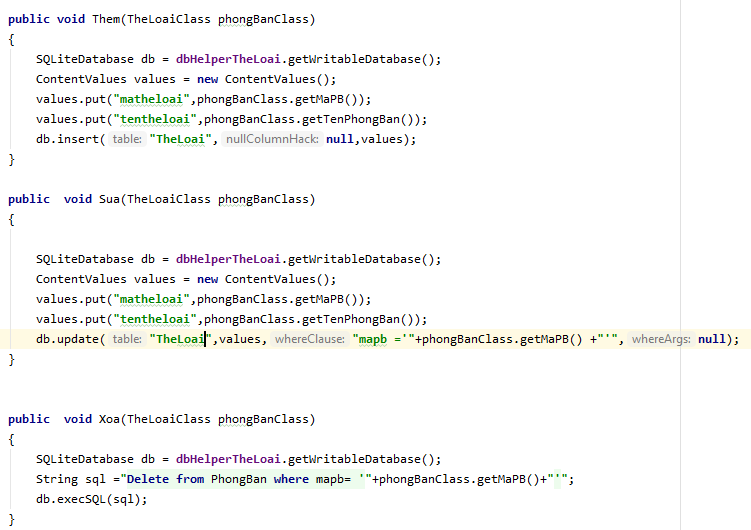 public void Them(TheLoaiClass phongBanClass)
{
SQLiteDatabase db = dbHelperTheLoai.getWritableDatabase();
ContentValues values = new ContentValues();
values.put("matheloai",phongBanClass.getMaPB());
values.put("tentheloai",phongBanClass.getTenPhongBan());
db.insert( table: "TheLoai", nullColumnHack: null,values);
}
public  void Sua(TheLoaiClass phongBanClass)
{
SQLiteDatabase db = dbHelperTheLoai.getWritableDatabase();
ContentValues values = new ContentValues();
values.put("matheloai",phongBanClass.getMaPB());
values.put("tentheloai",phongBanClass.getTenPhongBan());
db.update( table: "TheLoai",values, whereClause: "mapb ='"+phongBanClass.getMaPB() +"'", whereArgs: null);
}
public  void Xoa(TheLoaiClass phongBanClass)
{
SQLiteDatabase db = dbHelperTheLoai.getWritableDatabase();
String sql ="Delete from PhongBan where mapb= '"+phongBanClass.getMaPB()+"'";
db.execSQL(sql);
}